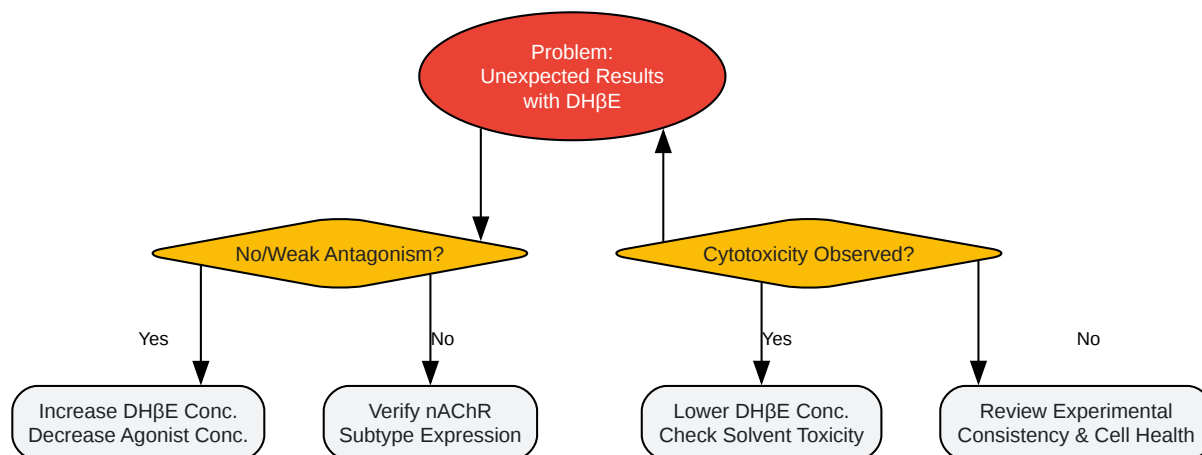 Problem:
Unexpected Results
with DHβE
No/Weak Antagonism?
Cytotoxicity Observed?
Yes
No
Yes
No
Increase DHβE Conc.
Decrease Agonist Conc.
Verify nAChR
Subtype Expression
Lower DHβE Conc.
Check Solvent Toxicity
Review Experimental
Consistency & Cell Health